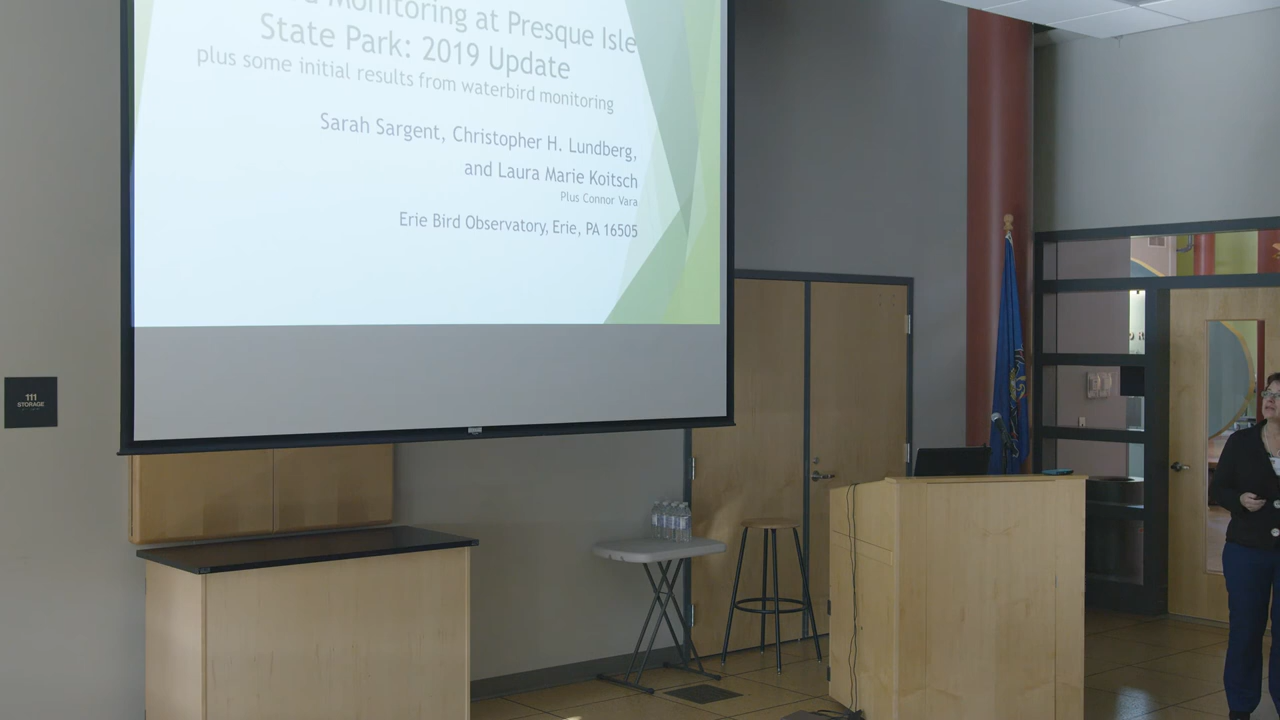 Monitoring at Presque Isle
State Park: 2019 Update
plus some initial results from waterbird monitoring
Sarah Sargent, Christopher H. Lundberg,
and Laura Marie Koitsch
Plus Connor Vara
Erie Bird Observatory, Erie, PA 16505
111
STORAGE